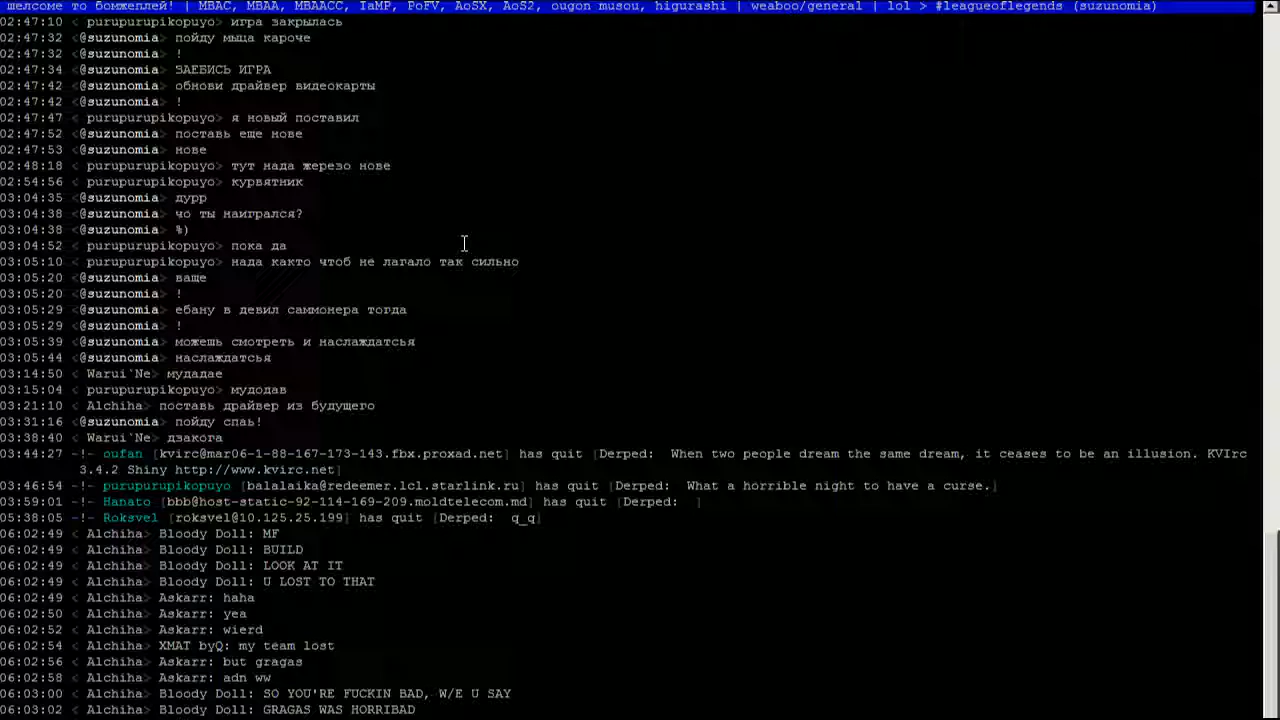 шелсоме то бомжеплей! | MBAC, MBAA, MBAACC, IaMP, PoFV, AoSX, AoS2, ougon musou, higurashi | weaboo/general | lol > #leagueoflegends (suzunomia)
02:47:10 < purupurupikopuyo> игра закрылась
02:47:32 <@suzunomia> пойду мыца кароче
02:47:32 <@suzunomia> !
02:47:34 <@suzunomia> ЗАЕБИСЬ ИГРА
02:47:42 <@suzunomia> обнови драйвер видеокарты
02:47:42 <@suzunomia> !
02:47:47 < purupurupikopuyo> я новый поставил
02:47:52 <@suzunomia> поставь еще нове
02:47:53 <@suzunomia> нове
02:48:18 < purupurupikopuyo> тут нада жерезо нове
02:54:56 < purupurupikopuyo> курвятник
03:04:35 <@suzunomia> дурр
03:04:38 <@suzunomia> чо ты наигрался?
03:04:38 <@suzunomia> %)
03:04:52 < purupurupikopuyo> пока да
03:05:10 < purupurupikopuyo> нада както чтоб не лагало так сильно
03:05:20 <@suzunomia> ваще
03:05:20 <@suzunomia> !
03:05:29 <@suzunomia> ебану в девил саммонера тогда
03:05:29 <@suzunomia> !
03:05:39 <@suzunomia> можешь смотреть и наслаждаться
03:05:44 <@suzunomia> наслаждатсья
03:14:50 < Warui`Ne> мудадае
03:15:04 < purupurupikopuyo> мудодав
03:21:10 < Alchiha> поставь драйвер из будущего
03:31:16 <@suzunomia> пойду спаь!
03:38:40 < Warui`Ne> дзакога
03:44:27 -!- oufan [kvirc@mar06-1-88-167-173-143.fbx.proxad.net] has quit [Derped:  When two people dream the same dream, it ceases to be an illusion. KVIrc
3.4.2 Shiny http://www.kvirc.net]
03:46:54 -!- purupurupikopuyo [balalaika@redeemer.lcl.starlink.ru] has quit [Derped:  What a horrible night to have a curse.]
03:59:01 -!- Hanato [bbb@host-static-92-114-169-209.moldtelecom.md] has quit [Derped:  ]
05:38:05 -!- Roksvel [roksvel@10.125.25.199] has quit [Derped:  q_q]
06:02:49 < Alchiha> Bloody Doll: MF
06:02:49 < Alchiha> Bloody Doll: BUILD
06:02:49 < Alchiha> Bloody Doll: LOOK AT IT
06:02:49 < Alchiha> Bloody Doll: U LOST TO THAT
06:02:49 < Alchiha> Askarr: haha
06:02:50 < Alchiha> Askarr: yea
06:02:54 < Alchiha> Askarr: wierd
06:02:54 < Alchiha> XMAT byQ: my team lost
06:02:56 < Alchiha> Askarr: but gragas
06:02:58 < Alchiha> Askarr: adn ww
06:03:00 < Alchiha> Bloody Doll: SO YOU'RE FUCKIN BAD, W/E U SAY
06:03:02 < Alchiha> Bloody Doll: GRAGAS WAS HORRIBAD